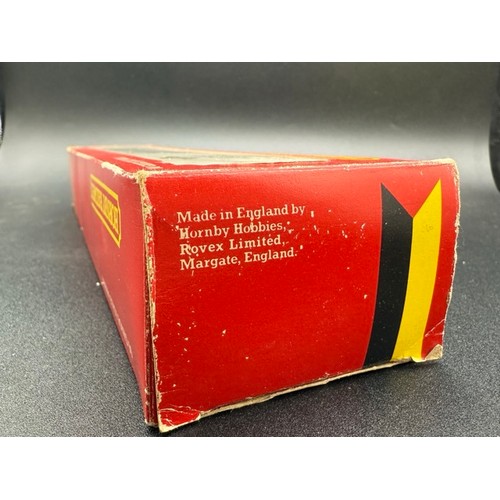 Made in England by
Hornby Hobbies,
Rovex Limited,
Margate, England.